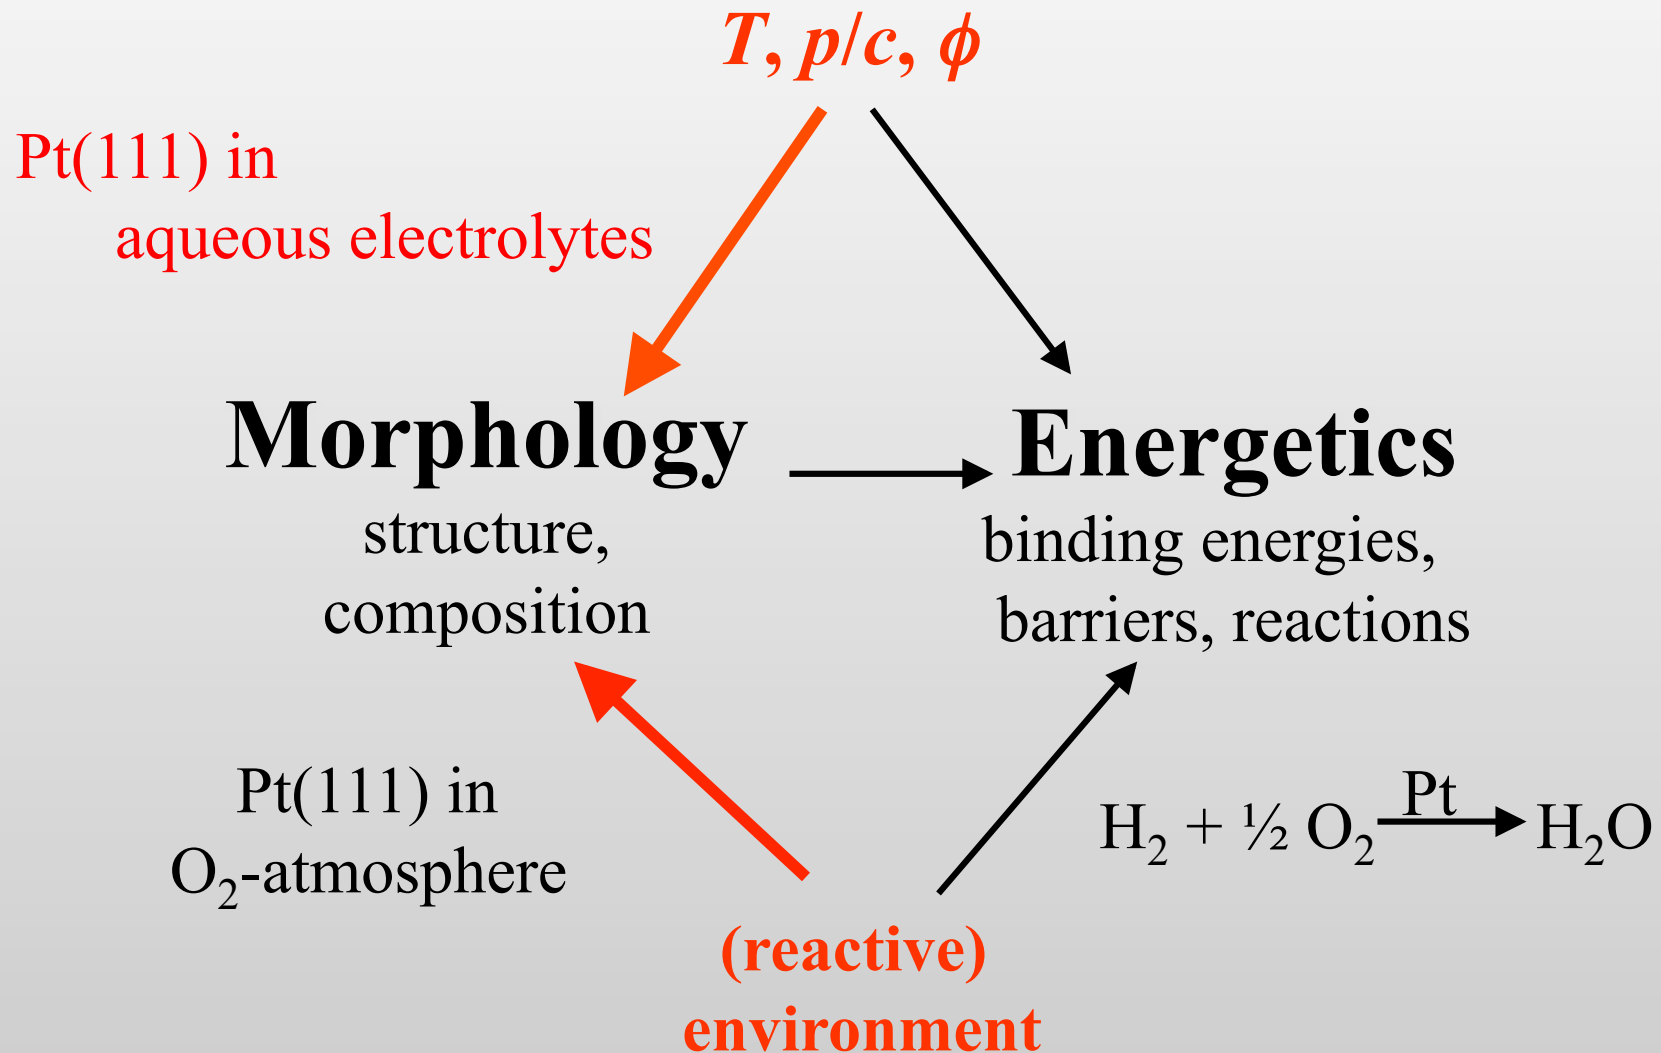 T, p/c, ϕ
Pt(111) in
aqueous electrolytes
Morphology
structure,
composition
Energetics
binding energies,
barriers, reactions
Pt(111) in
O₂-atmosphere
H₂ + ½ O₂ Pt H₂O
(reactive)
environment